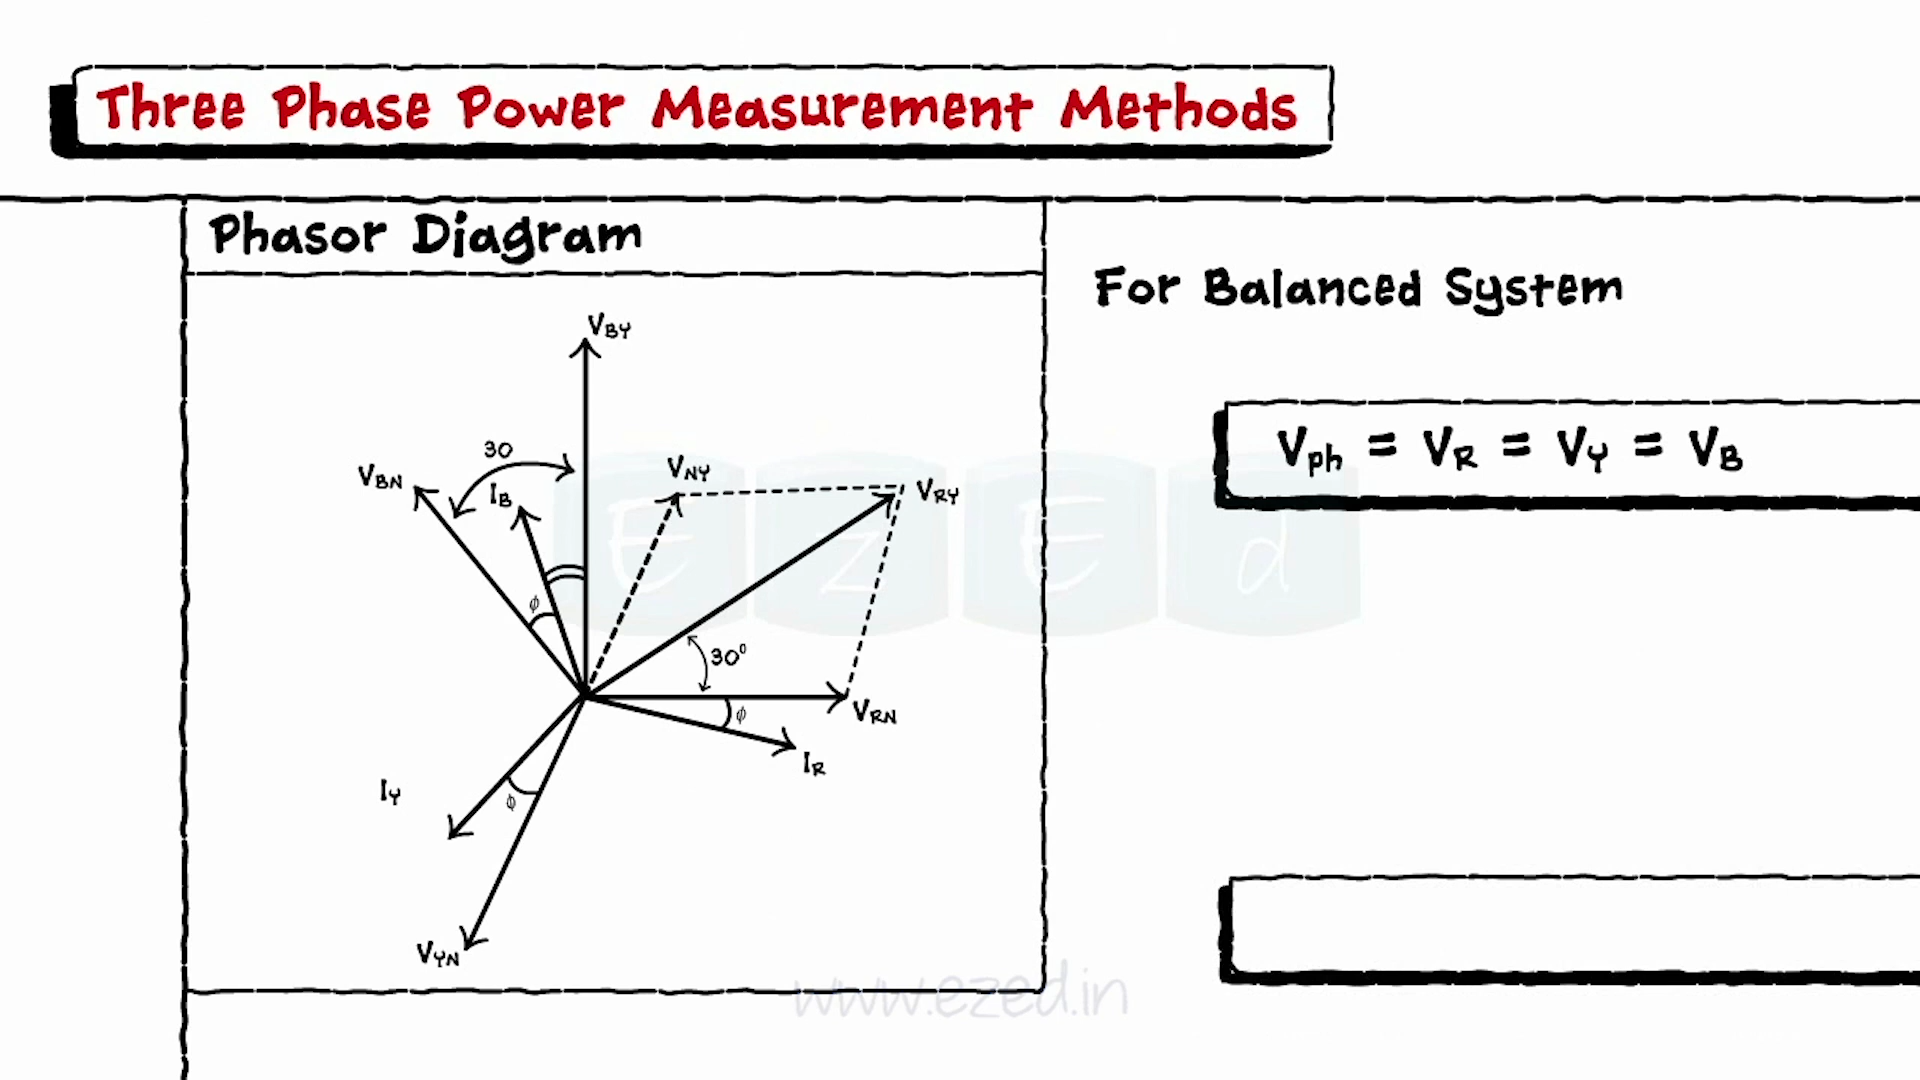 Three Phase Power Measurement Methods
Phasor Diagram
For Balanced System
V_BY
30
V_BN
I_B
V_NY
V_RY
V_ph = V_R = V_Y = V_B
φ
30°
V_RN
φ
I_R
I_Y
φ
V_YN
E z E d
www.ezed.in